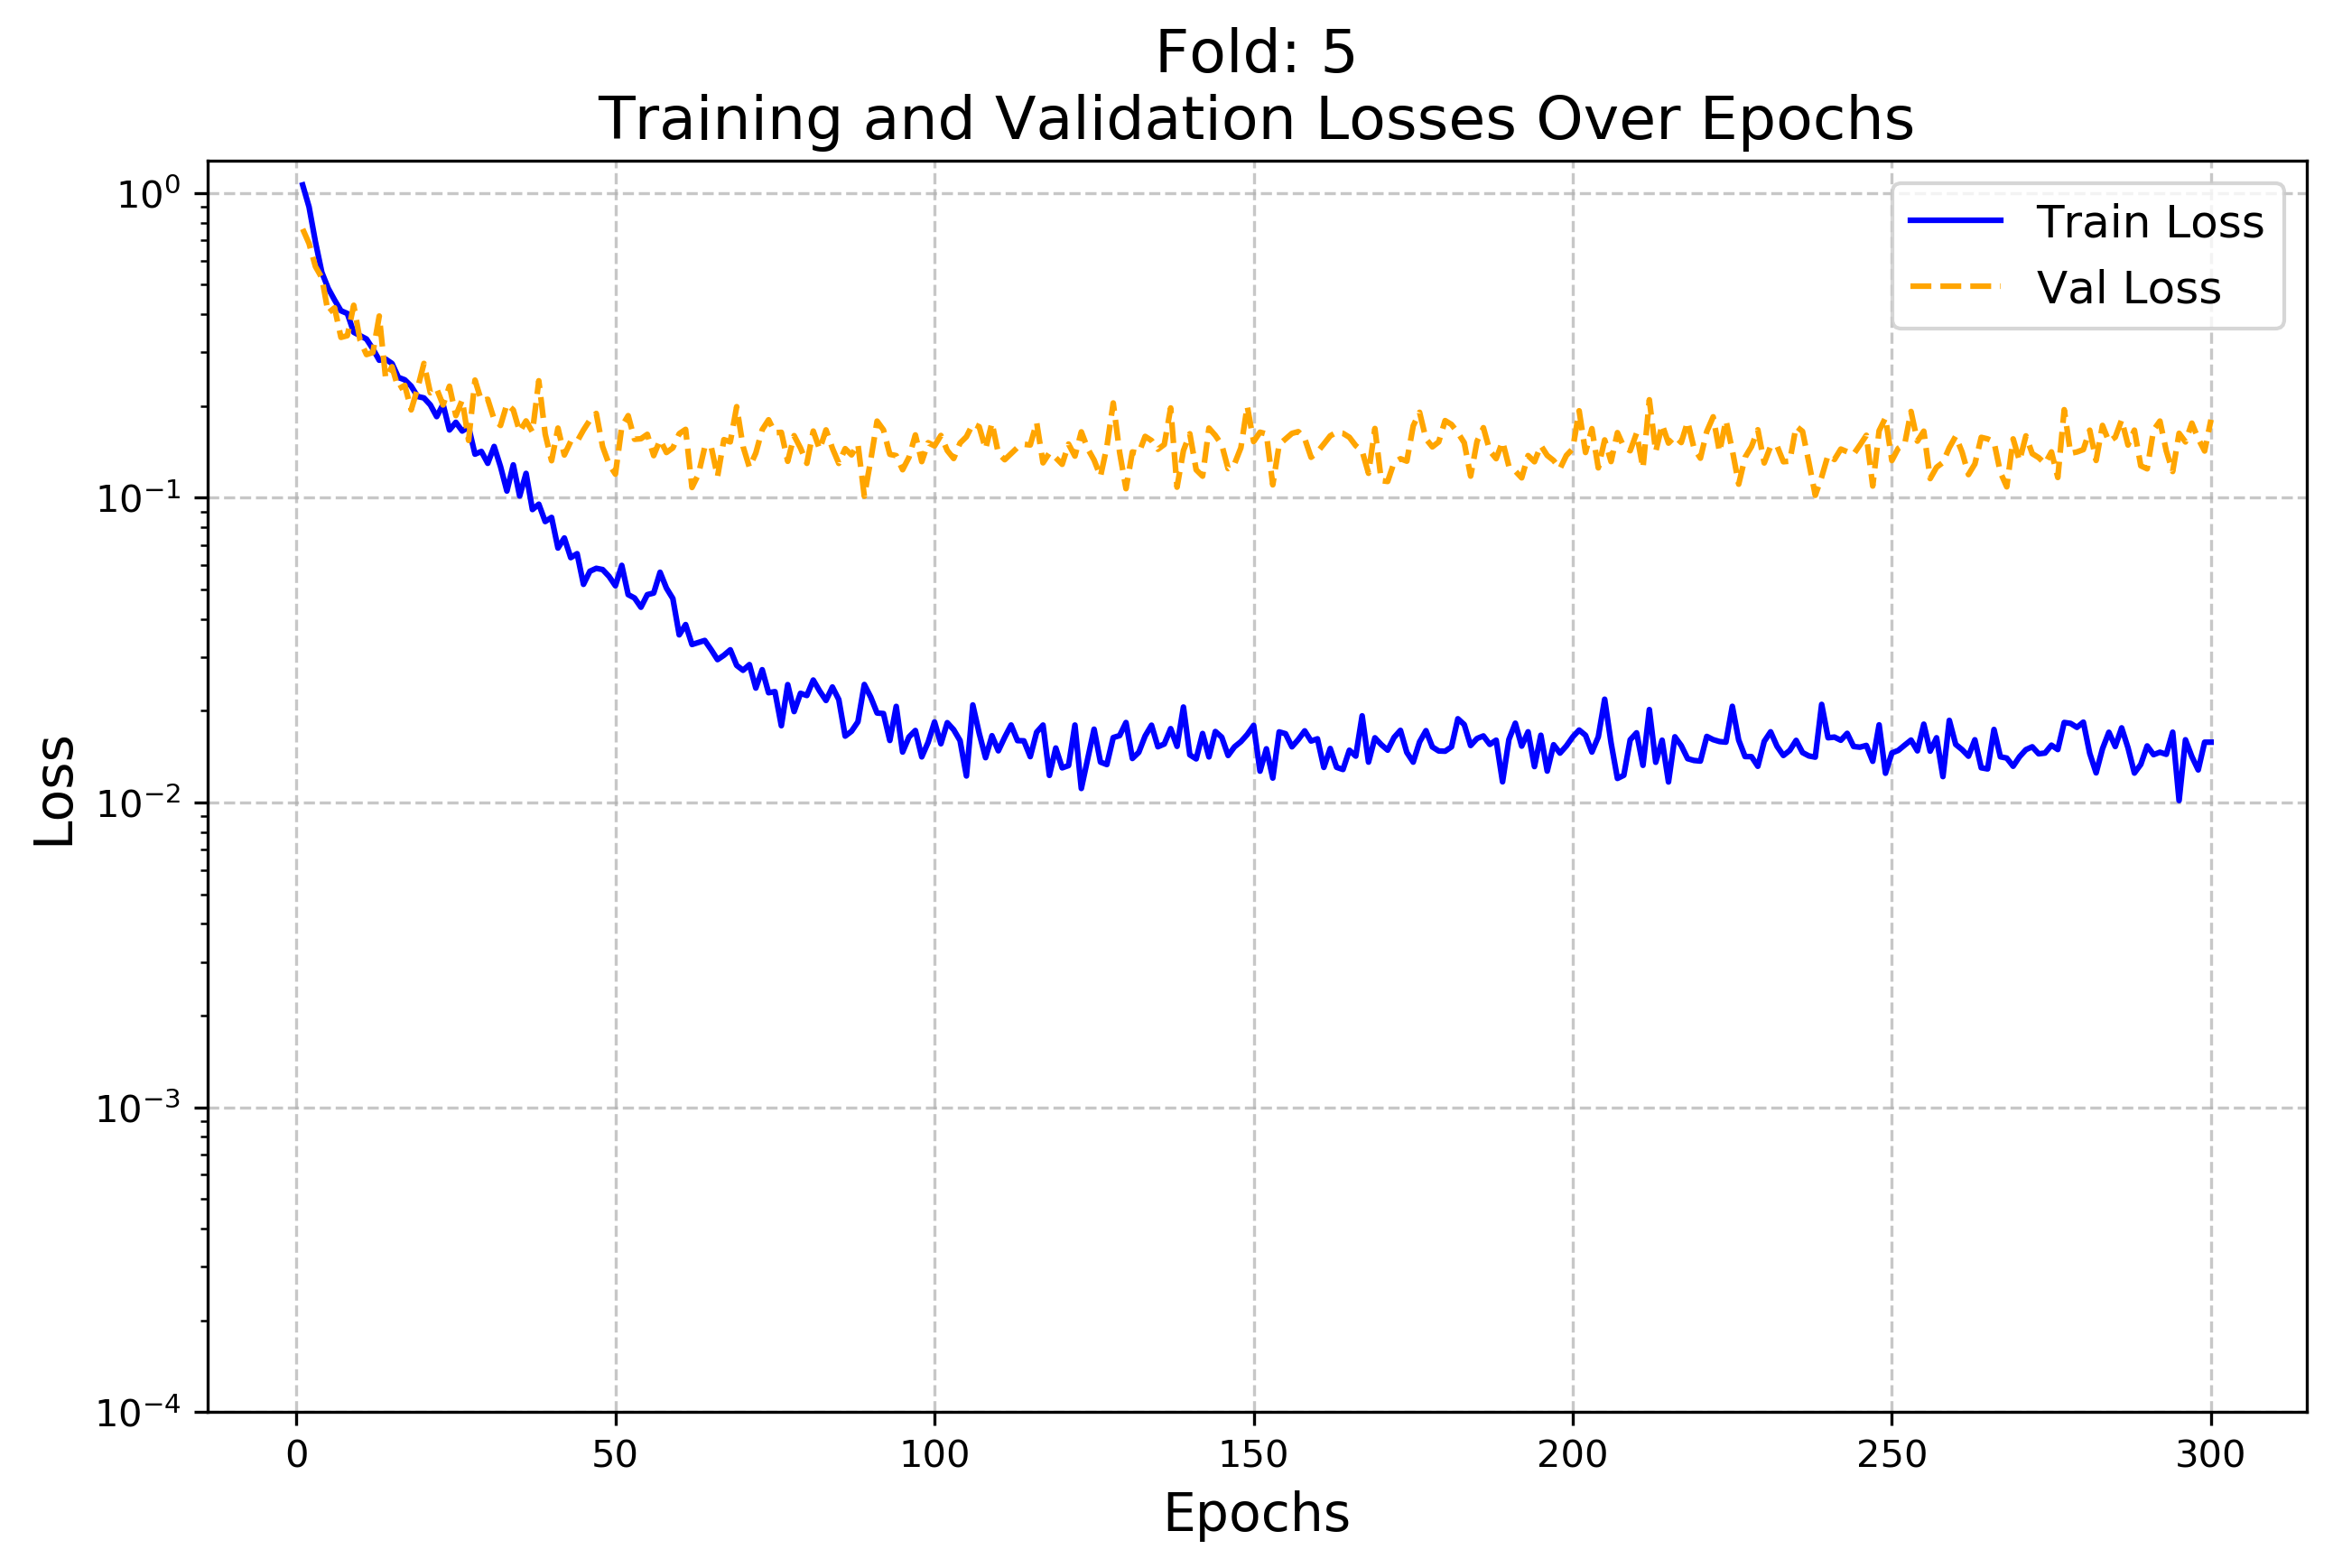 Fold: 5
Training and Validation Losses Over Epochs
Train Loss
Val Loss
Loss
10⁰
10⁻¹
10⁻²
10⁻³
10⁻⁴
0 50 100 150 200 250 300
Epochs